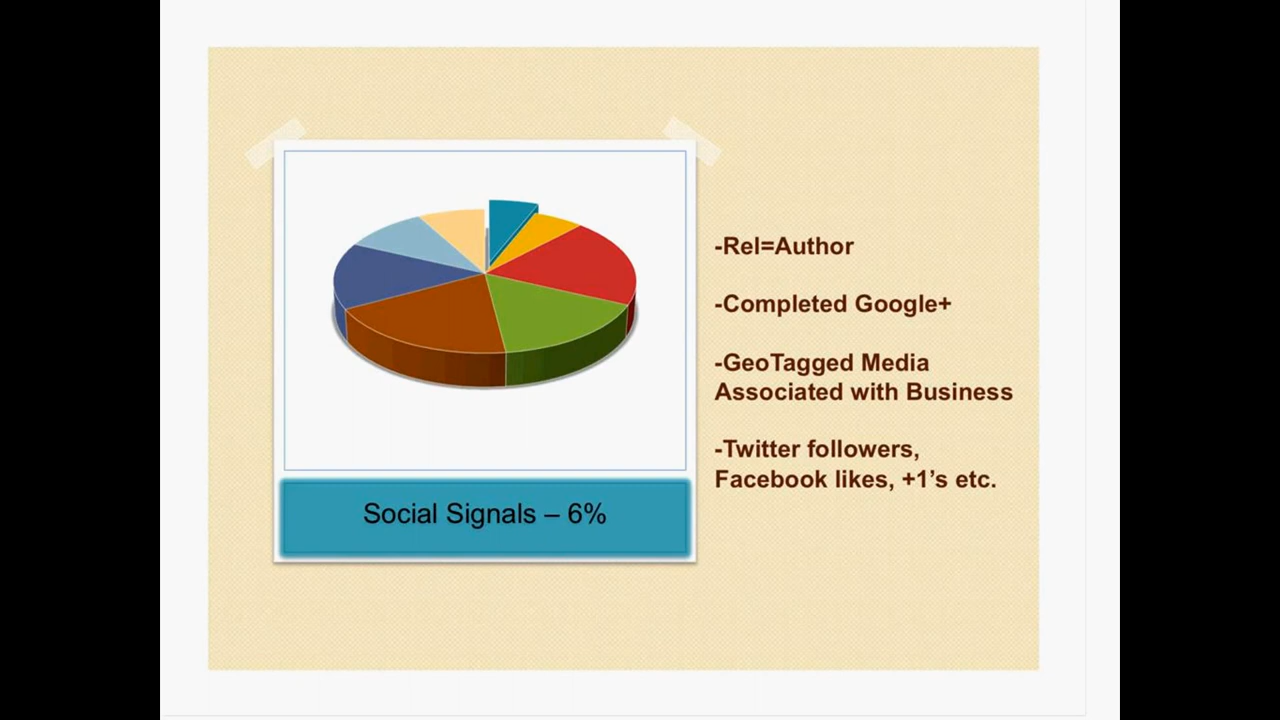 -Rel=Author
-Completed Google+
-GeoTagged Media
Associated with Business
-Twitter followers,
Facebook likes, +1’s etc.
Social Signals – 6%